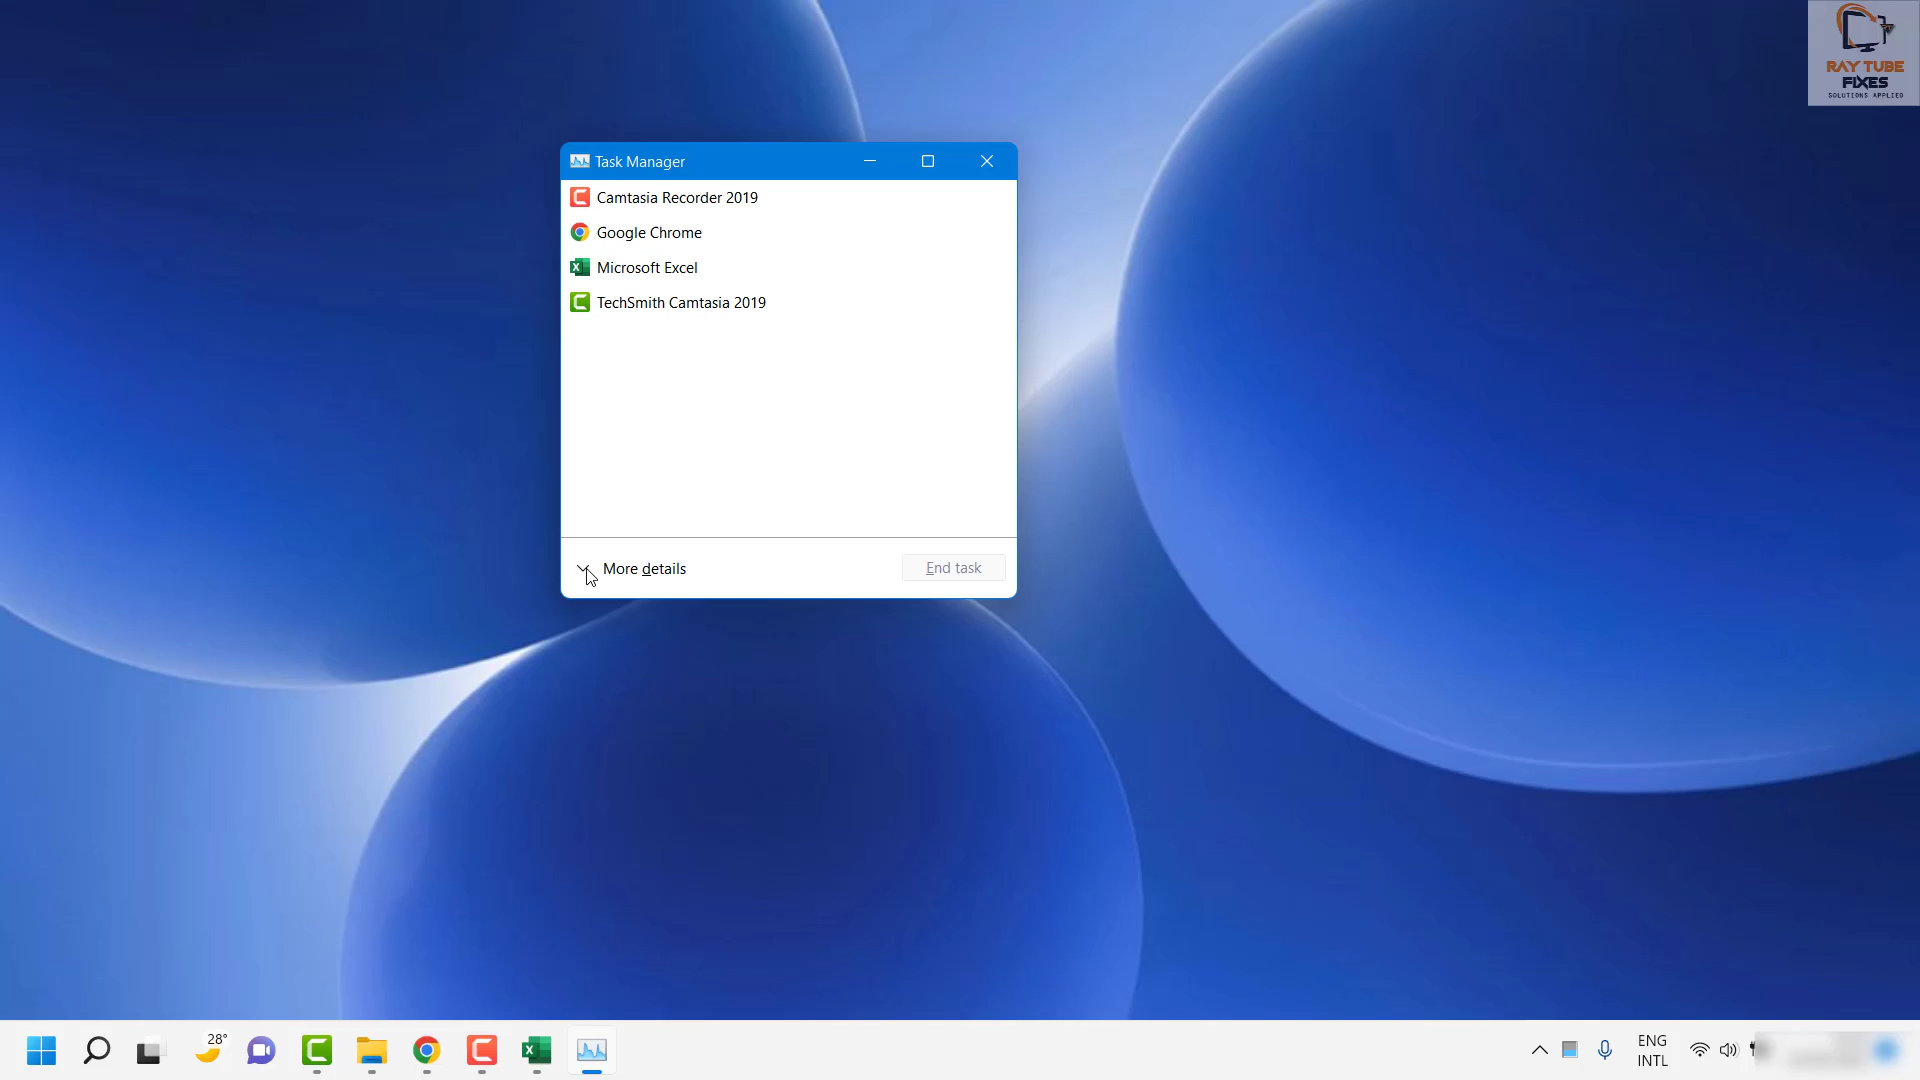 RAY TUBE
FIXES
SOLUTIONS APPLIED
Task Manager
Camtasia Recorder 2019
Google Chrome
Microsoft Excel
TechSmith Camtasia 2019
More details
End task
28°
ENG
INTL